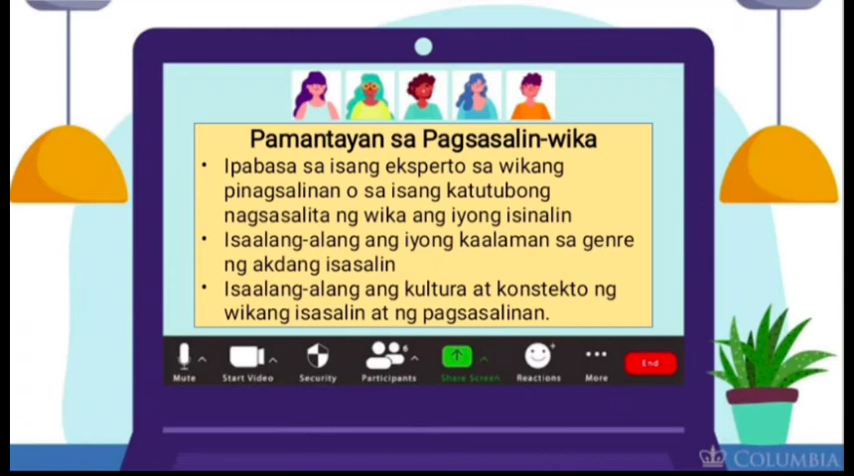 Pamantayan sa Pagsasalin-wika
• Ipabasa sa isang eksperto sa wikang
pinagsalinan o sa isang katutubong
nagsasalita ng wika ang iyong isinalin
• Isaalang-alang ang iyong kaalaman sa genre
ng akdang isasalin
• Isaalang-alang ang kultura at konstekto ng
wikang isasalin at ng pagsasalinan.
6
Mute Start Video Security Participants Share Screen Reactions More End
COLUMBIA